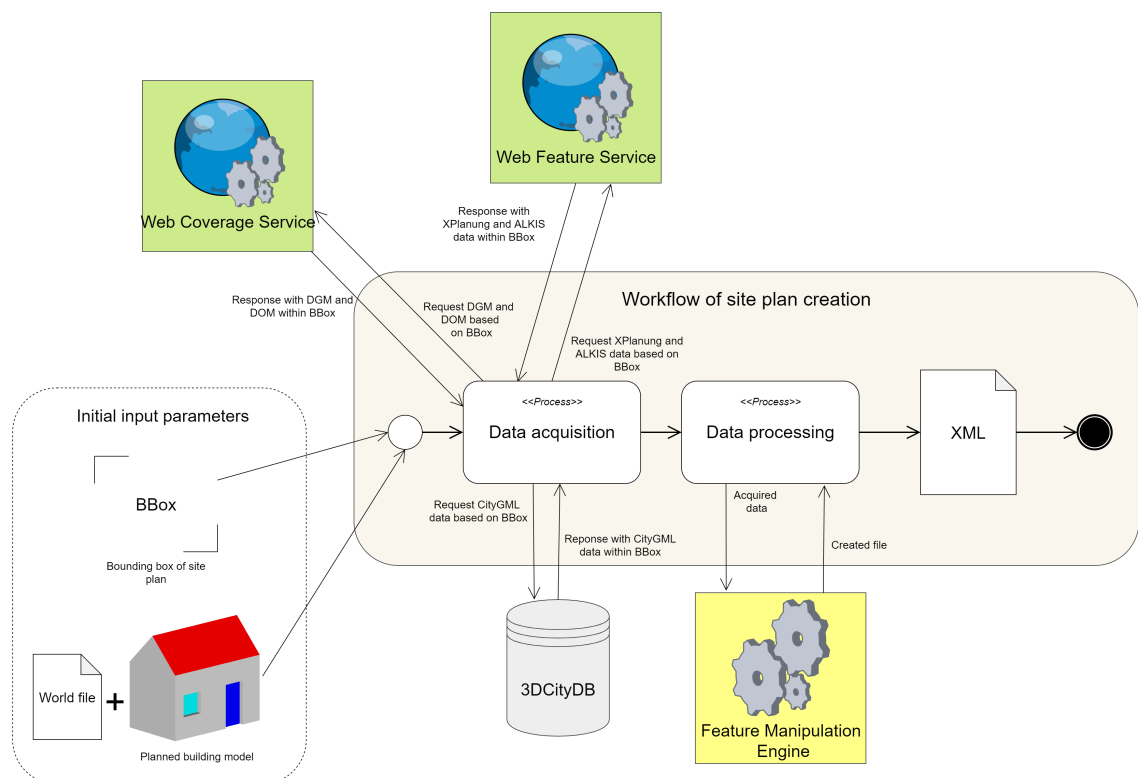 Web Feature Service
Web Coverage Service
Response with
XPlanung and ALKIS
data within BBox
Response with DGM and
DOM within BBox
Request DGM and
DOM based
on BBox
Request XPlanung and
ALKIS data based on
BBox
Workflow of site plan creation
Initial input parameters
BBox
Bounding box of site
plan
World file
+
Planned building model
<<Process>>
Data acquisition
<<Process>>
Data processing
XML
Request CityGML
data based on BBox
Reponse with CityGML
data within BBox
Acquired
data
Created file
3DCityDB
Feature Manipulation
Engine